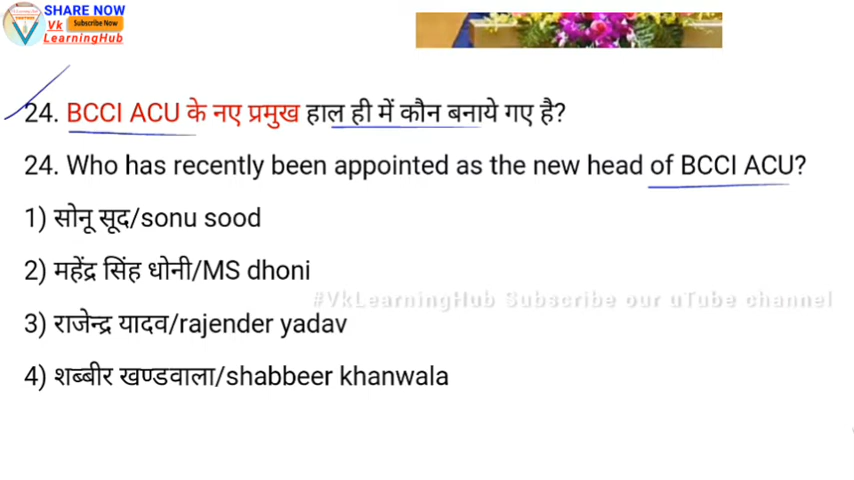 SHARE NOW
Vk Subscribe Now
LearningHub
24. BCCI ACU के नए प्रमुख हाल ही में कौन बनाये गए है?
24. Who has recently been appointed as the new head of BCCI ACU?
1) सोनू सूद/sonu sood
2) महेंद्र सिंह धोनी/MS dhoni
#VkLearningHub Subscribe our uTube channel
3) राजेन्द्र यादव/rajender yadav
4) शब्बीर खण्डवाला/shabbeer khanwala